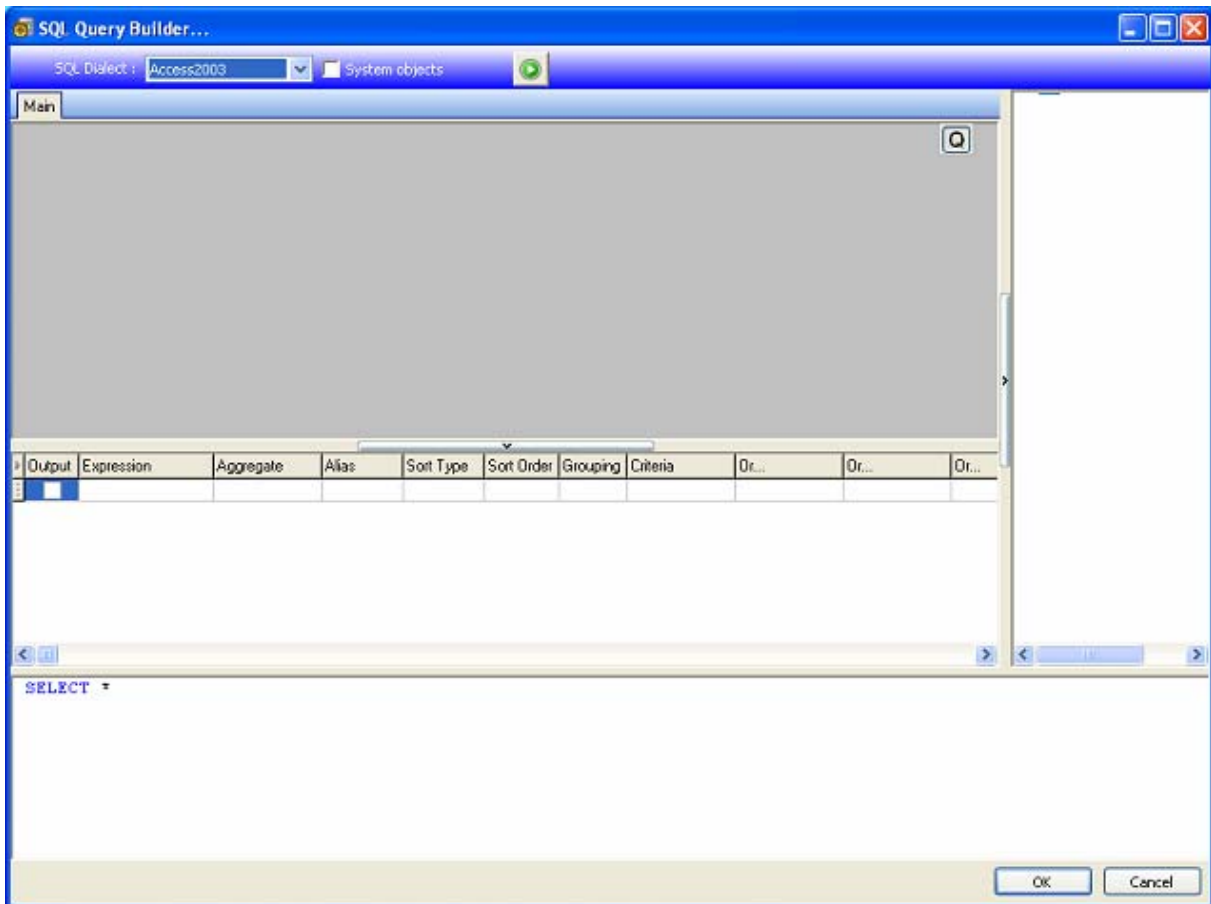 SQL Query Builder...
SQL Dialect : Access2003 System objects
Main
Q
Output Expression Aggregate Alias Sort Type Sort Order Grouping Criteria Or... Or... Or...
SELECT *
OK Cancel